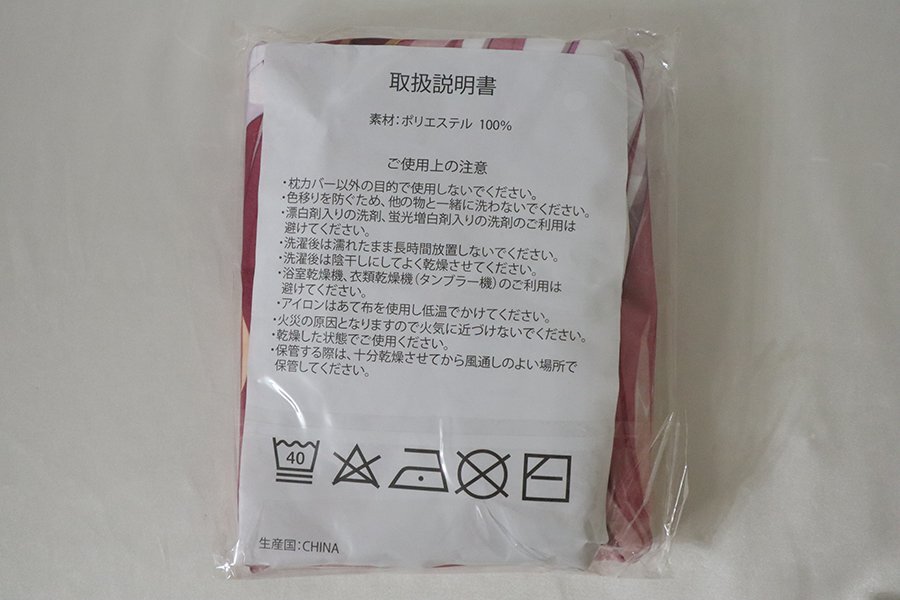 取扱説明書
素材：ポリエステル 100%
ご使用上の注意
・枕カバー以外の目的で使用しないでください。
・色移りを防ぐため、他の物と一緒に洗わないでください。
・漂白剤入りの洗剤、蛍光増白剤入りの洗剤のご利用は
避けてください。
・洗濯後は濡れたまま長時間放置しないでください。
・洗濯後は陰干しにしてよく乾燥させてください。
・浴室乾燥機、衣類乾燥機（タンブラー機）のご利用は
避けてください。
・アイロンはあて布を使用し低温でかけてください。
・火災の原因となりますので火気に近づけないでください。
・乾燥した状態でご使用ください。
・保管する際は、十分乾燥させてから風通しのよい場所で
保管してください。
40
生産国：CHINA